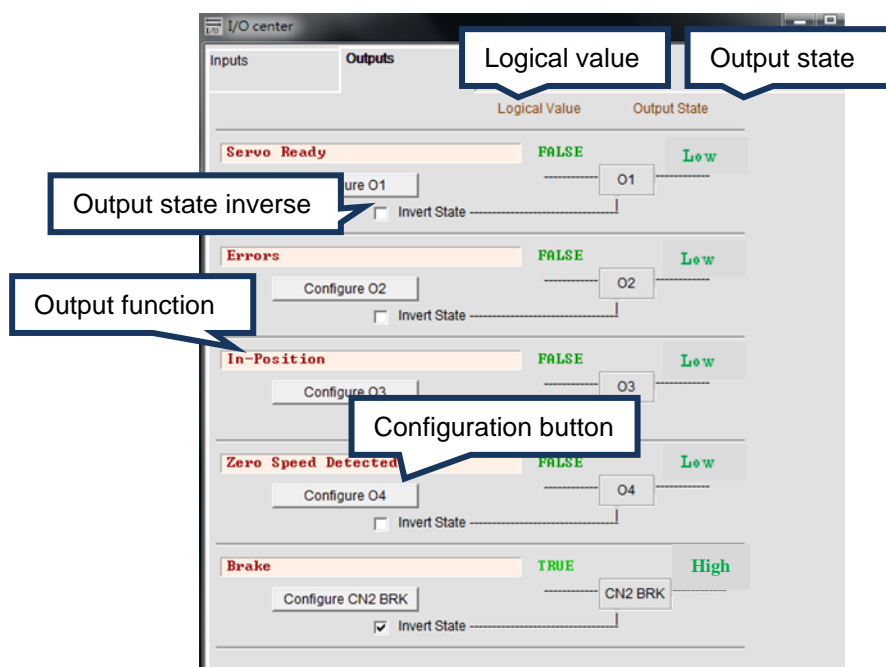 I/O center
Inputs Outputs
Logical value Output state
Logical Value Output State
Servo Ready FALSE Low
ure O1 O1
Output state inverse
Invert State
Errors FALSE Low
Configure O2 O2
Output function
Invert State
In-Position FALSE Low
Configure O3 O3
Configuration button
Zero Speed Detected FALSE Low
Configure O4 O4
Invert State
Brake TRUE High
Configure CN2 BRK CN2 BRK
Invert State